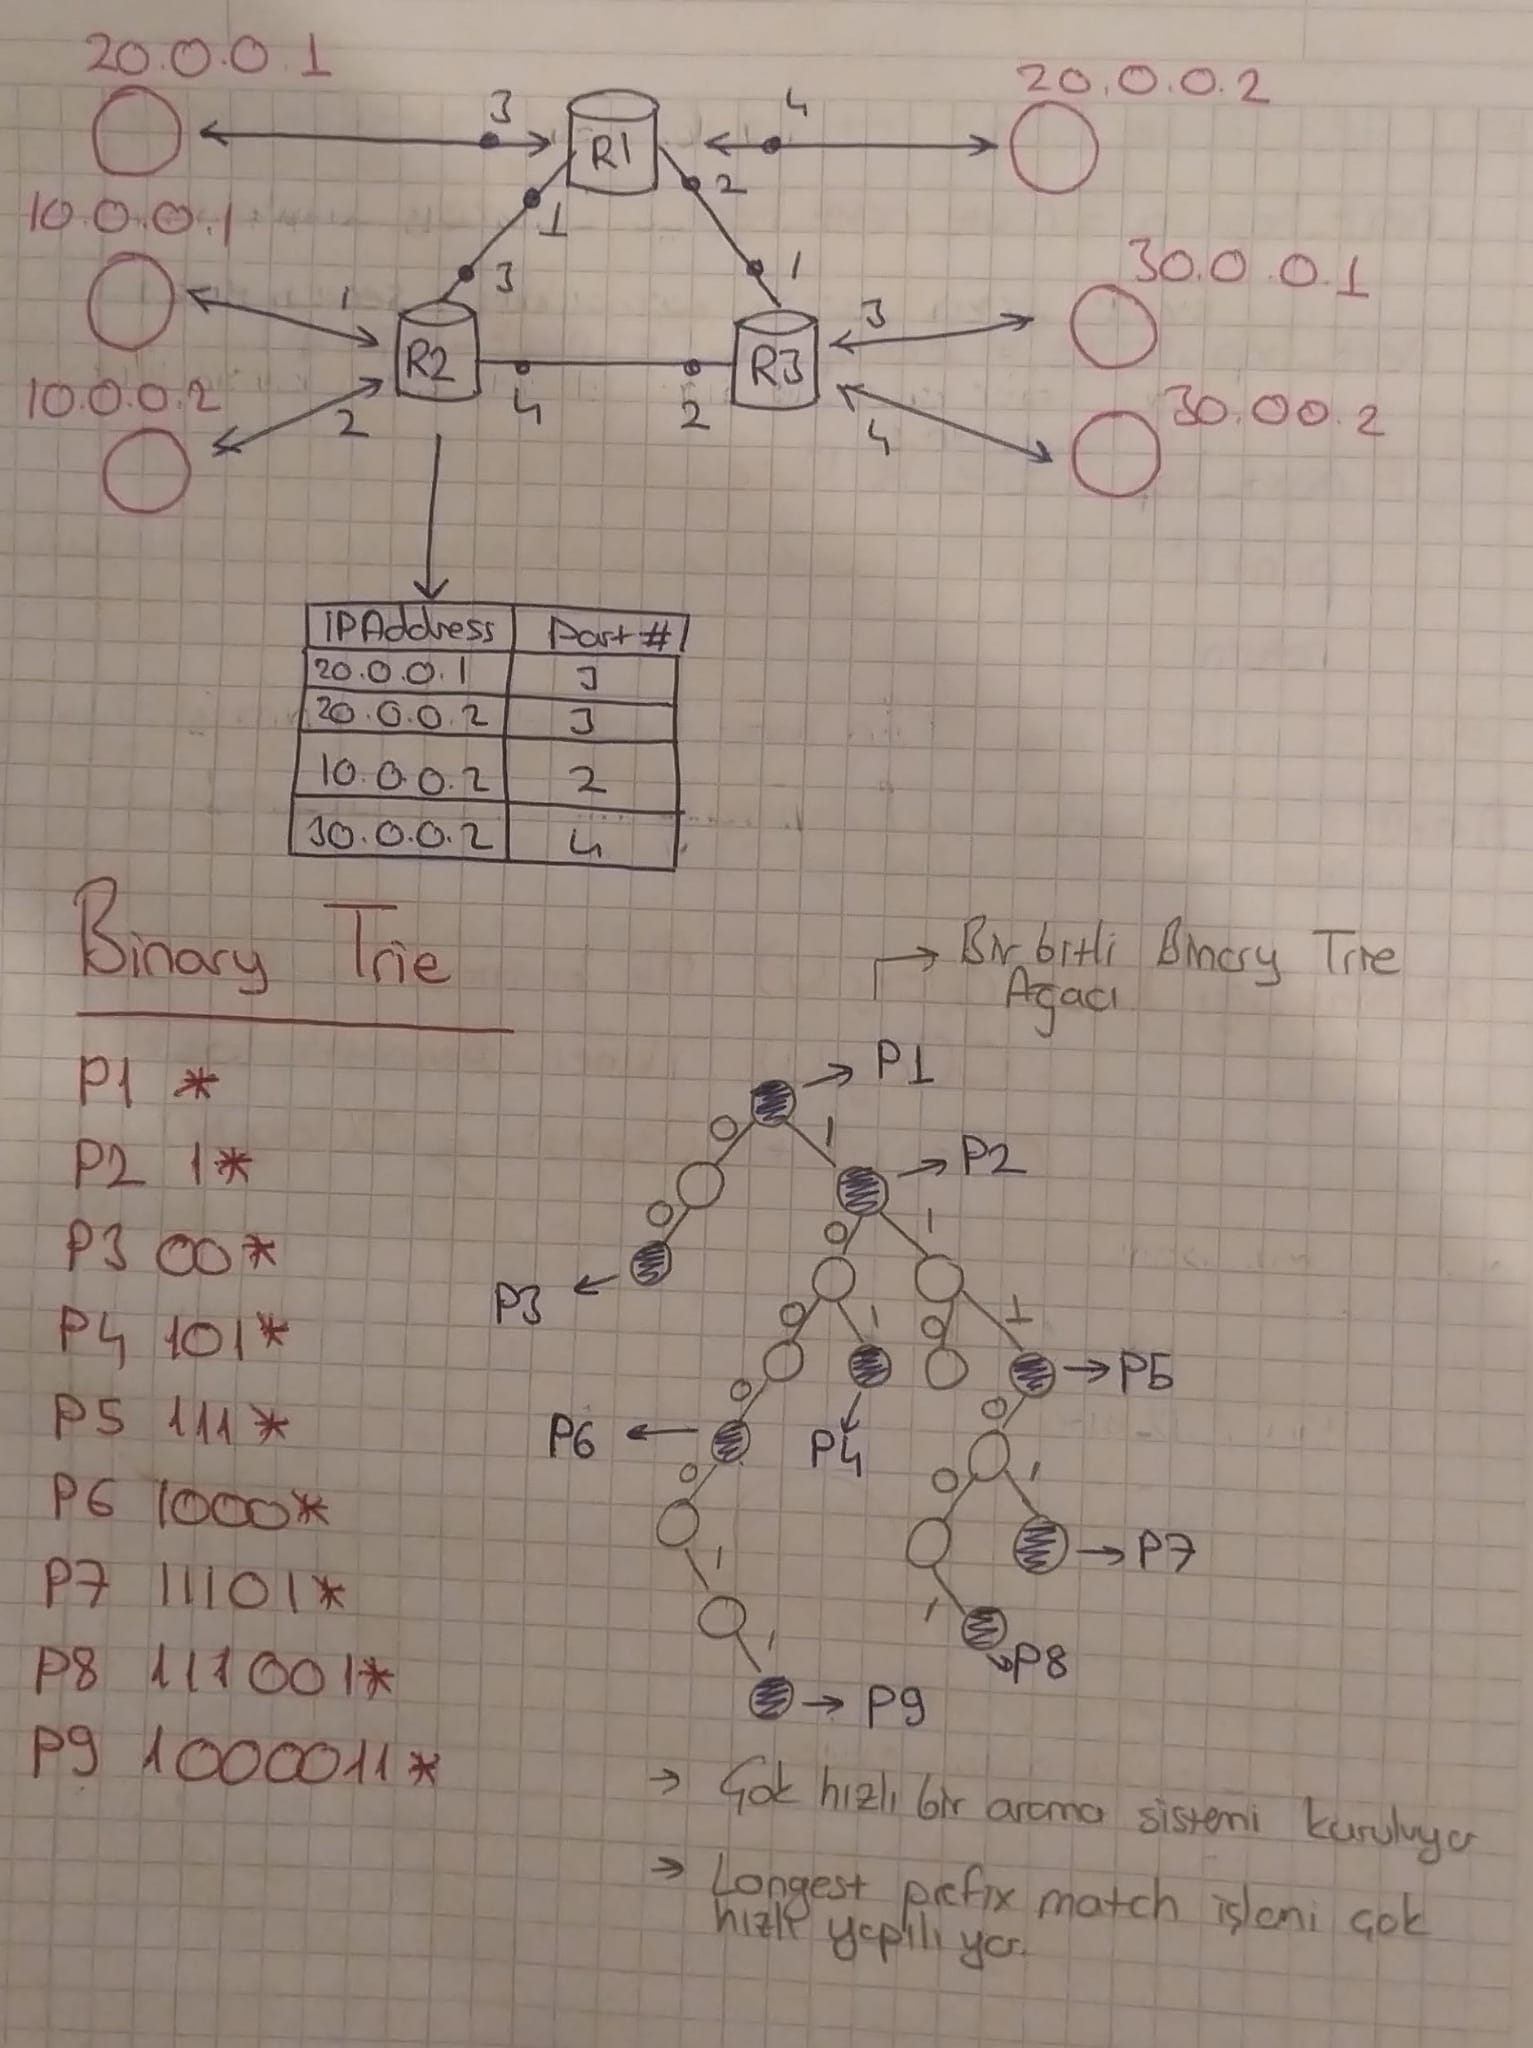 20.0.0.1
20.0.0.2
3
4
R1
1
2
10.0.0.1
3
1
30.0.0.1
1
R2
3
R3
10.0.0.2
2
4
2
4
30.00.2
IPAddress Port #
20.0.0.1 3
20.0.0.2 3
10.0.0.2 2
30.0.0.2 4
Binary Trie
→ Bir bitli Binary Trie
Ağacı
P1 *
P2 1*
P3 00*
P4 101*
P5 111*
P6 1000*
P7 11101*
P8 111001*
P9 1000011*
→ P1
0 1
→ P2
0
0 1
P3 ←
0 1 0 1
→ P5
0 0
P6 ←
P4
0 0 1
1
→ P7
1
1
P8
→ P9
→ Çok hızlı bir arama sistemi kuruluyor
→ Longest prefix match işlemi çok
hızlı yapılıyor.